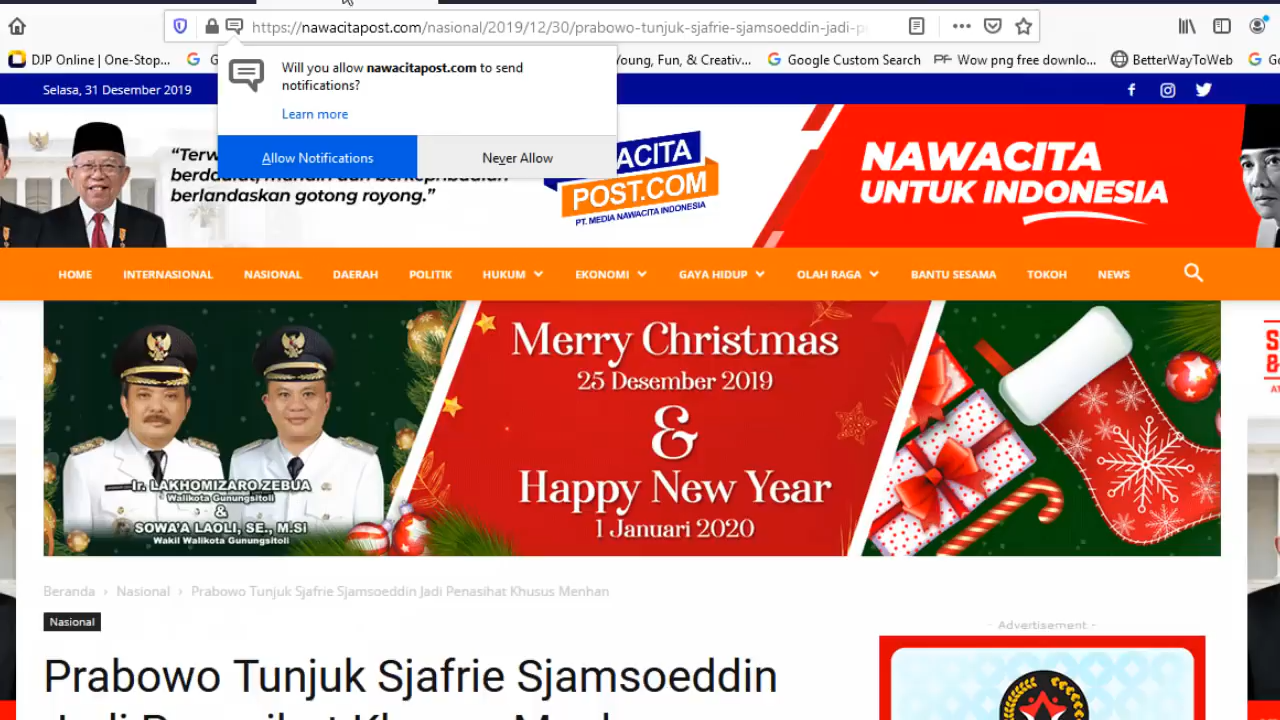 https://nawacitapost.com/nasional/2019/12/30/prabowo-tunjuk-sjafrie-sjamsoeddin-jadi-p
DJP Online | One-Stop...
Young, Fun, & Creativ...
Google Custom Search
Wow png free downlo...
BetterWayToWeb
Will you allow nawacitapost.com to send
notifications?
Learn more
Allow Notifications
Never Allow
Selasa, 31 Desember 2019
berlandaskan gotong royong.”
POST.COM
PT. MEDIA NAWACITA INDONESIA
NAWACITA
UNTUK INDONESIA
HOME
INTERNASIONAL
NASIONAL
DAERAH
POLITIK
HUKUM
EKONOMI
GAYA HIDUP
OLAH RAGA
BANTU SESAMA
TOKOH
NEWS
Ir. LAKHOMIZARO ZEBUA
Walikota Gunungsitoli
&
SOWA'A LAOLI, SE., M.Si
Wakil Walikota Gunungsitoli
Merry Christmas
25 Desember 2019
&
Happy New Year
1 Januari 2020
Beranda › Nasional › Prabowo Tunjuk Sjafrie Sjamsoeddin Jadi Penasihat Khusus Menhan
Nasional
- Advertisement -
Prabowo Tunjuk Sjafrie Sjamsoeddin